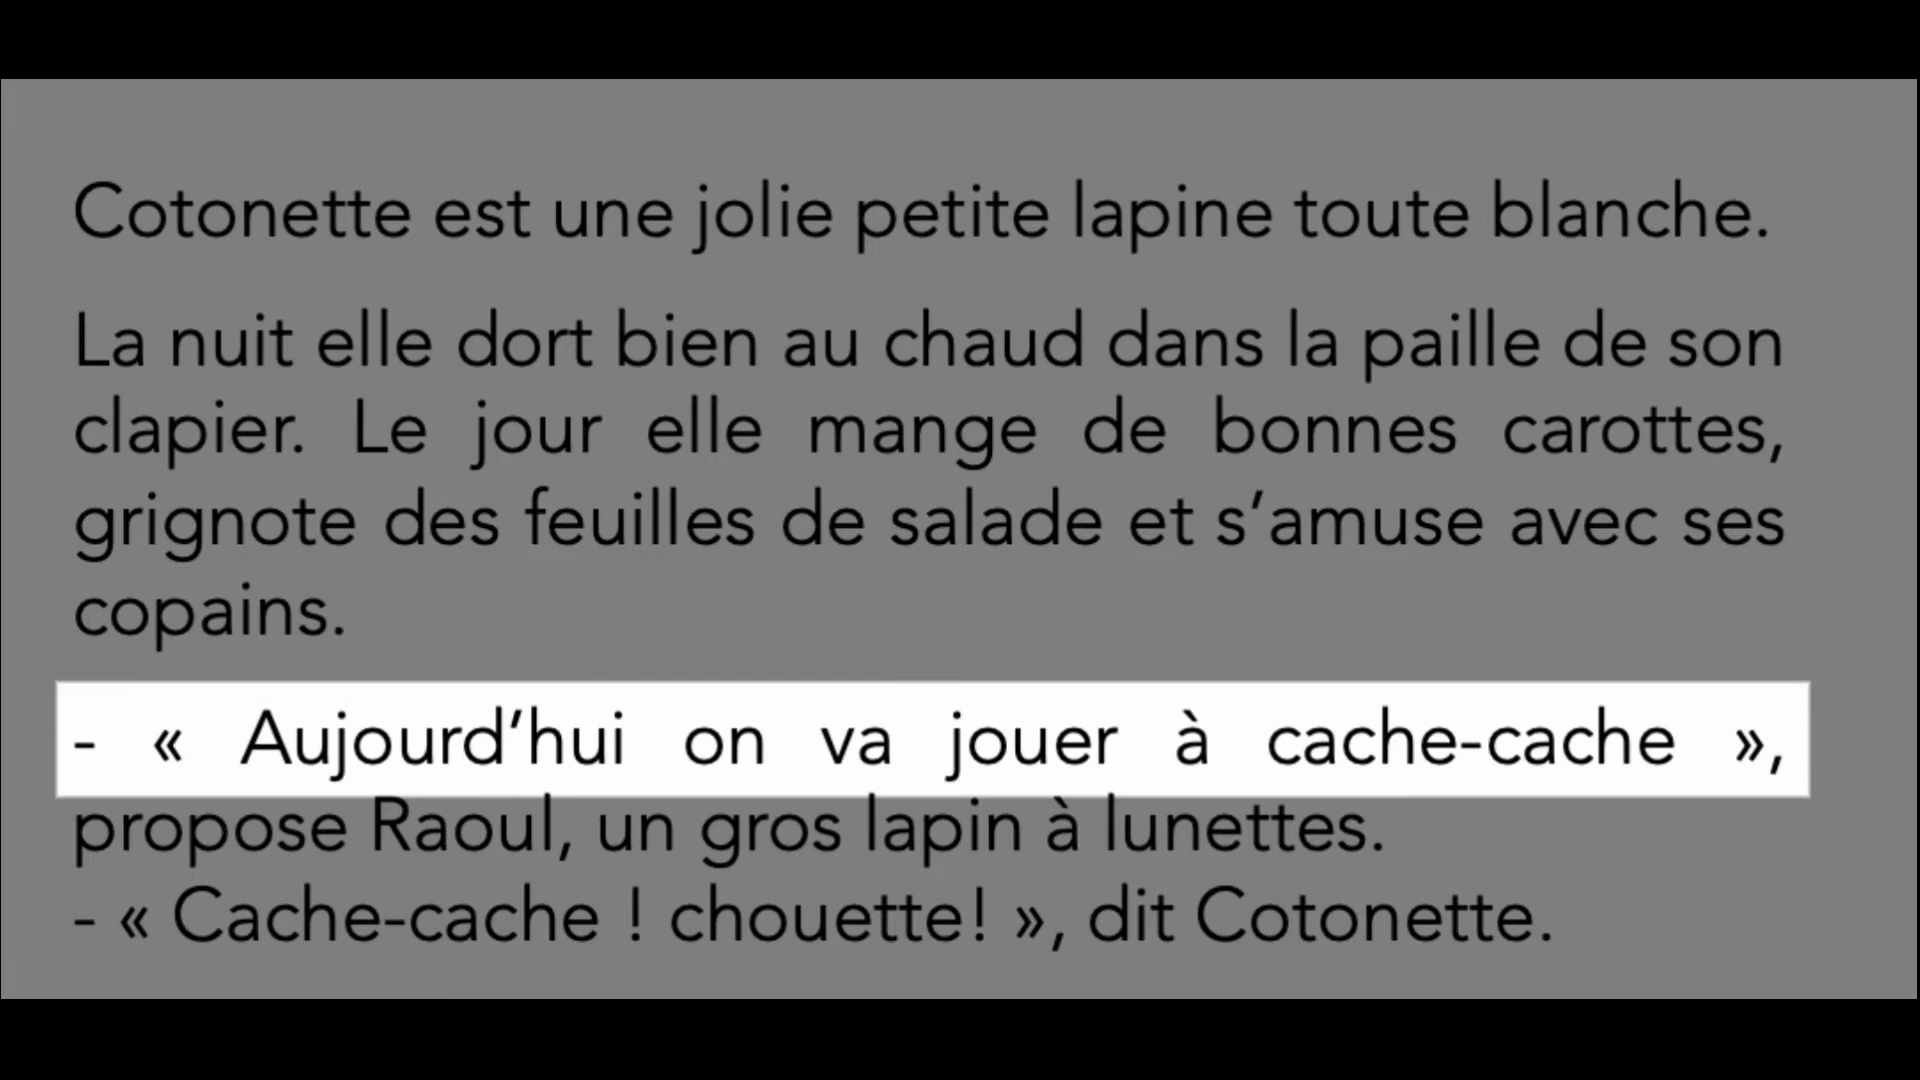 Cotonette est une jolie petite lapine toute blanche.
La nuit elle dort bien au chaud dans la paille de son
clapier. Le jour elle mange de bonnes carottes,
grignote des feuilles de salade et s’amuse avec ses
copains.
- « Aujourd’hui on va jouer à cache-cache »,
propose Raoul, un gros lapin à lunettes.
- « Cache-cache ! chouette! », dit Cotonette.